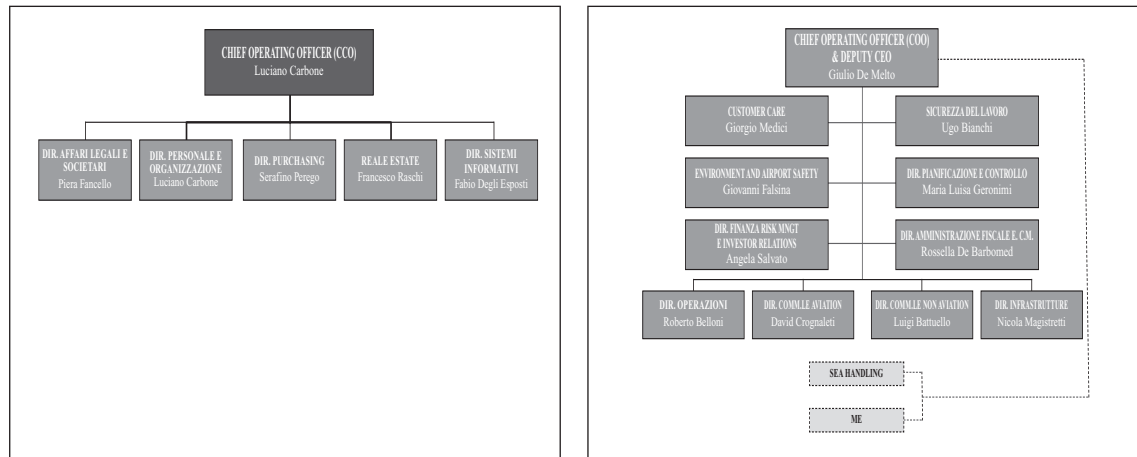 CHIEF OPERATING OFFICER (CCO)
Luciano Carbone
DIR. AFFARI LEGALI E
SOCIETARI
Piera Fancello
DIR. PERSONALE E
ORGANIZZAZIONE
Luciano Carbone
DIR. PURCHASING
Serafino Perego
REALE ESTATE
Francesco Raschi
DIR. SISTEMI
INFORMATIVI
Fabio Degli Esposti
CHIEF OPERATING OFFICER (COO)
& DEPUTY CEO
Giulio De Melto
CUSTOMER CARE
Giorgio Medici
SICUREZZA DEL LAVORO
Ugo Bianchi
ENVIRONMENT AND AIRPORT SAFETY
Giovanni Falsina
DIR. PIANIFICAZIONE E CONTROLLO
Maria Luisa Geronimi
DIR. FINANZA RISK MNGT
E INVESTOR RELATIONS
Angela Salvato
DIR. AMMINISTRAZIONE FISCALE E. C.M.
Rossella De Barbomed
DIR. OPERAZIONI
Roberto Belloni
DIR. COMM.LE AVIATION
David Crognaleti
DIR. COMM.LE NON AVIATION
Luigi Battuello
DIR. INFRASTRUTTURE
Nicola Magistretti
SEA HANDLING
ME